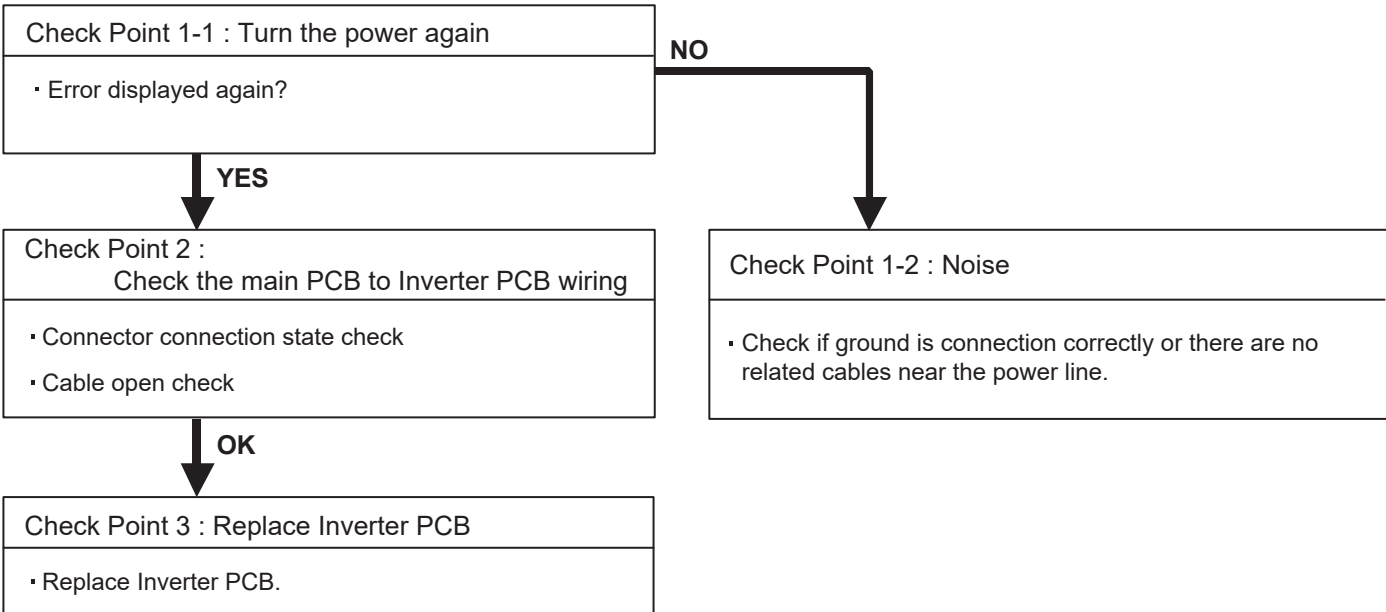 Check Point 1-1 : Turn the power again
· Error displayed again?
NO
YES
Check Point 2 :
Check the main PCB to Inverter PCB wiring
· Connector connection state check
· Cable open check
Check Point 1-2 : Noise
· Check if ground is connection correctly or there are no
related cables near the power line.
OK
Check Point 3 : Replace Inverter PCB
· Replace Inverter PCB.